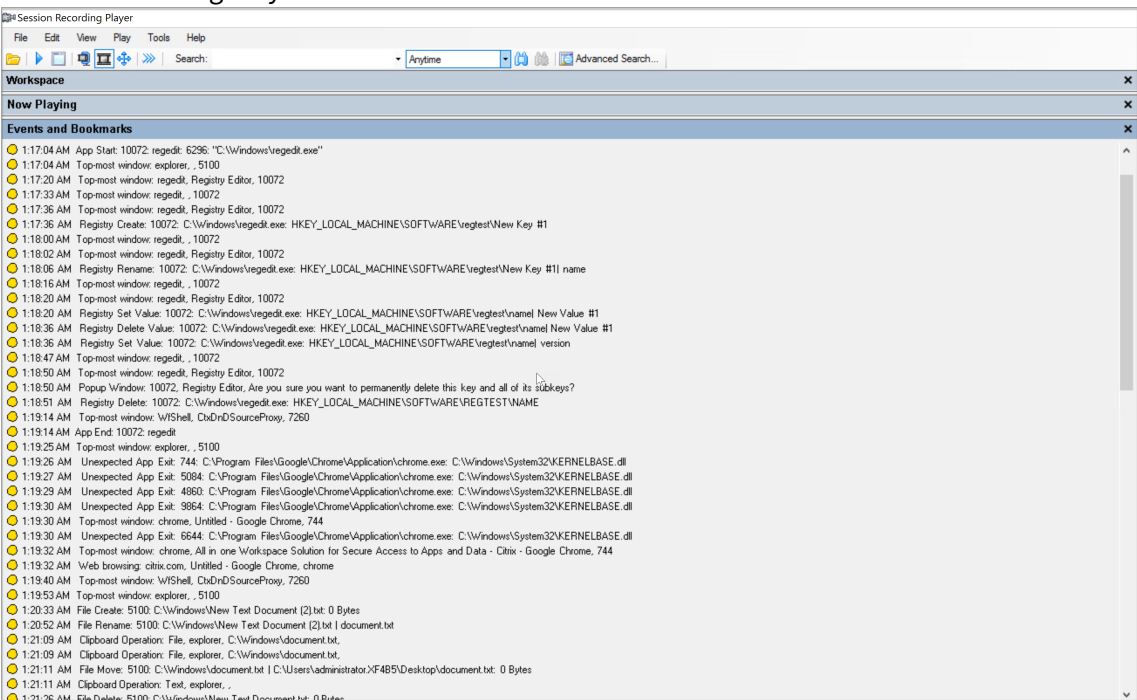 Session Recording Player
File Edit View Play Tools Help
Search: Anytime Advanced Search...
Workspace
Now Playing
Events and Bookmarks
1:17:04 AM App Start: 10072: regedit: 6296: "C:\Windows\regedit.exe"
1:17:04 AM Top-most window: explorer, , 5100
1:17:20 AM Top-most window: regedit, Registry Editor, 10072
1:17:33 AM Top-most window: regedit, , 10072
1:17:36 AM Top-most window: regedit, Registry Editor, 10072
1:17:36 AM Registry Create: 10072: C:\Windows\regedit.exe: HKEY_LOCAL_MACHINE\SOFTWARE\regtest\New Key #1
1:18:00 AM Top-most window: regedit, , 10072
1:18:02 AM Top-most window: regedit, Registry Editor, 10072
1:18:06 AM Registry Rename: 10072: C:\Windows\regedit.exe: HKEY_LOCAL_MACHINE\SOFTWARE\regtest\New Key #1| name
1:18:16 AM Top-most window: regedit, , 10072
1:18:20 AM Top-most window: regedit, Registry Editor, 10072
1:18:20 AM Registry Set Value: 10072: C:\Windows\regedit.exe: HKEY_LOCAL_MACHINE\SOFTWARE\regtest\name| New Value #1
1:18:36 AM Registry Delete Value: 10072: C:\Windows\regedit.exe: HKEY_LOCAL_MACHINE\SOFTWARE\regtest\name| New Value #1
1:18:36 AM Registry Set Value: 10072: C:\Windows\regedit.exe: HKEY_LOCAL_MACHINE\SOFTWARE\regtest\name| version
1:18:47 AM Top-most window: regedit, , 10072
1:18:50 AM Top-most window: regedit, Registry Editor, 10072
1:18:50 AM Popup Window: 10072, Registry Editor, Are you sure you want to permanently delete this key and all of its subkeys?
1:18:51 AM Registry Delete: 10072: C:\Windows\regedit.exe: HKEY_LOCAL_MACHINE\SOFTWARE\REGTEST\NAME
1:19:14 AM Top-most window: WfShell, CtxDnDSourceProxy, 7260
1:19:14 AM App End: 10072: regedit
1:19:25 AM Top-most window: explorer, , 5100
1:19:26 AM Unexpected App Exit: 744: C:\Program Files\Google\Chrome\Application\chrome.exe: C:\Windows\System32\KERNELBASE.dll
1:19:27 AM Unexpected App Exit: 5084: C:\Program Files\Google\Chrome\Application\chrome.exe: C:\Windows\System32\KERNELBASE.dll
1:19:29 AM Unexpected App Exit: 4860: C:\Program Files\Google\Chrome\Application\chrome.exe: C:\Windows\System32\KERNELBASE.dll
1:19:30 AM Unexpected App Exit: 9864: C:\Program Files\Google\Chrome\Application\chrome.exe: C:\Windows\System32\KERNELBASE.dll
1:19:30 AM Top-most window: chrome, Untitled - Google Chrome, 744
1:19:30 AM Unexpected App Exit: 6644: C:\Program Files\Google\Chrome\Application\chrome.exe: C:\Windows\System32\KERNELBASE.dll
1:19:32 AM Top-most window: chrome, All in one Workspace Solution for Secure Access to Apps and Data - Citrix - Google Chrome, 744
1:19:32 AM Web browsing: citrix.com, Untitled - Google Chrome, chrome
1:19:40 AM Top-most window: WfShell, CtxDnDSourceProxy, 7260
1:19:53 AM Top-most window: explorer, , 5100
1:20:33 AM File Create: 5100: C:\Windows\New Text Document (2).txt: 0 Bytes
1:20:52 AM File Rename: 5100: C:\Windows\New Text Document (2).txt | document.txt
1:21:09 AM Clipboard Operation: File, explorer, C:\Windows\document.txt,
1:21:09 AM Clipboard Operation: File, explorer, C:\Windows\document.txt,
1:21:11 AM File Move: 5100: C:\Windows\document.txt | C:\Users\administrator.XF4B5\Desktop\document.txt: 0 Bytes
1:21:11 AM Clipboard Operation: Text, explorer, ,
1:21:26 AM File Delete: 5100: C:\Windows\New Text Document.txt: 0 Bytes